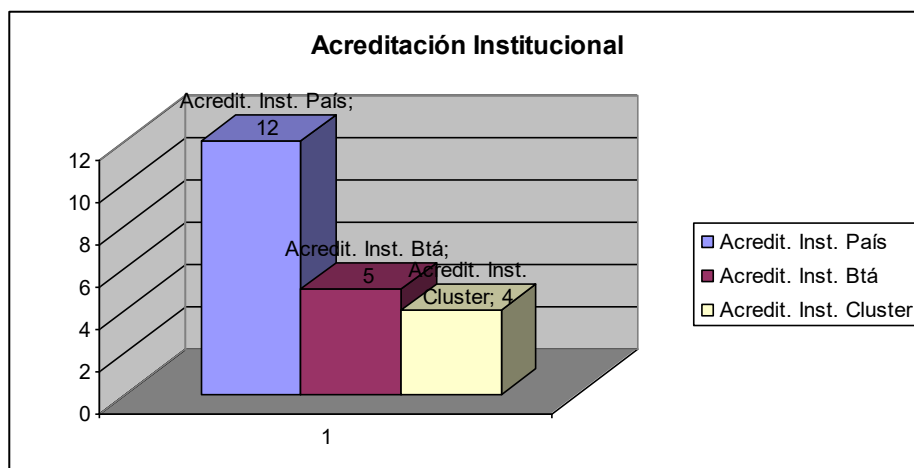 Acreditación Institucional
Acredit. Inst. País;
12
Acredit. Inst. Btá;
5
Acredit. Inst.
Cluster; 4
12
10
8
6
4
2
0
1
Acredit. Inst. País
Acredit. Inst. Btá
Acredit. Inst. Cluster